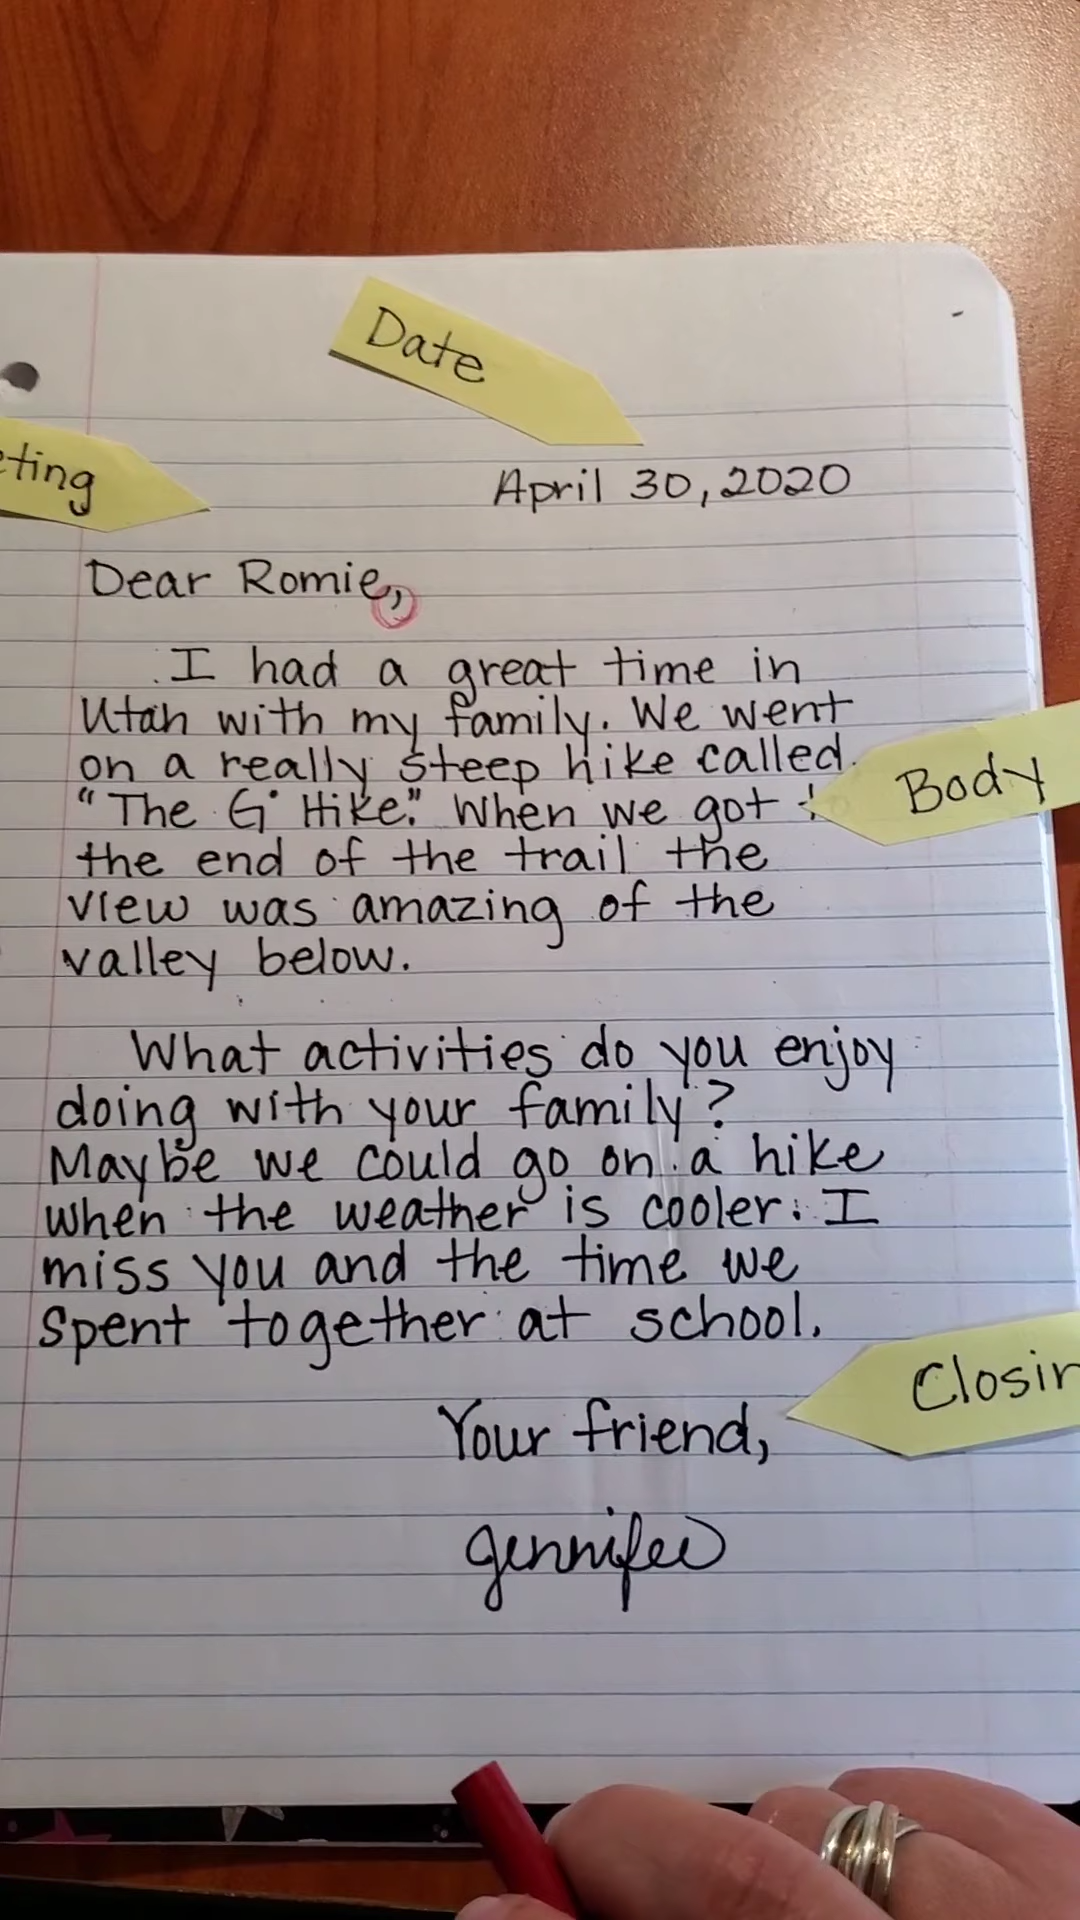 Date
eting
April 30, 2020
Dear Romie,
I had a great time in
Utah with my family. We went
on a really steep hike called
"The G Hike." When we got to
the end of the trail the
view was amazing of the
valley below.
What activities do you enjoy
doing with your family?
Maybe we could go on a hike
when the weather is cooler. I
miss you and the time we
spent together at school.
Your friend,
Jennifer
Body
Closin